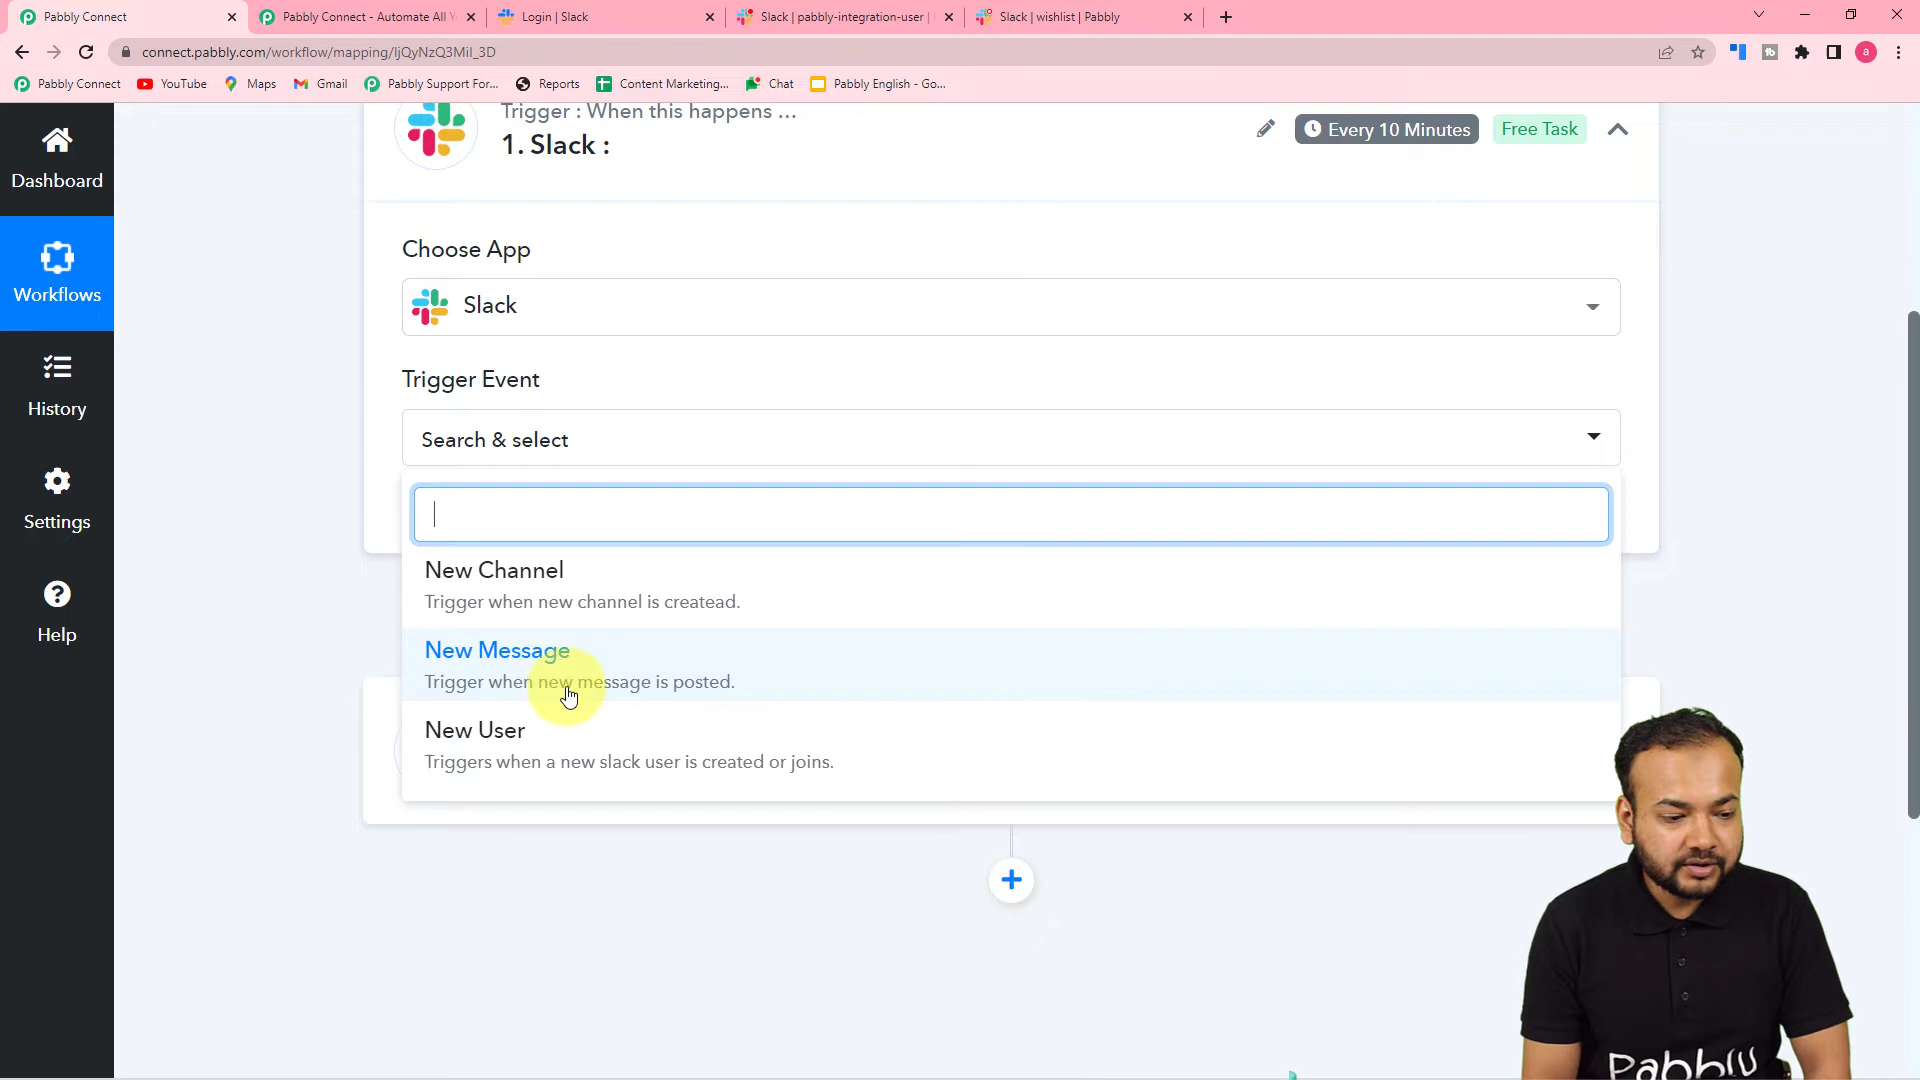 Pabbly Connect
Pabbly Connect - Automate All Y
Login | Slack
Slack | pabbly-integration-user |
Slack | wishlist | Pabbly
connect.pabbly.com/workflow/mapping/IjQyNzQ3MiI_3D
a
Pabbly Connect
YouTube
Maps
Gmail
Pabbly Support For...
Reports
Content Marketing...
Chat
Pabbly English - Go...
Dashboard
Workflows
History
Settings
Help
Trigger : When this happens ...
1. Slack :
Every 10 Minutes
Free Task
Choose App
Slack
Trigger Event
Search & select
New Channel
Trigger when new channel is createad.
New Message
Trigger when new message is posted.
New User
Triggers when a new slack user is created or joins.
Pabbly